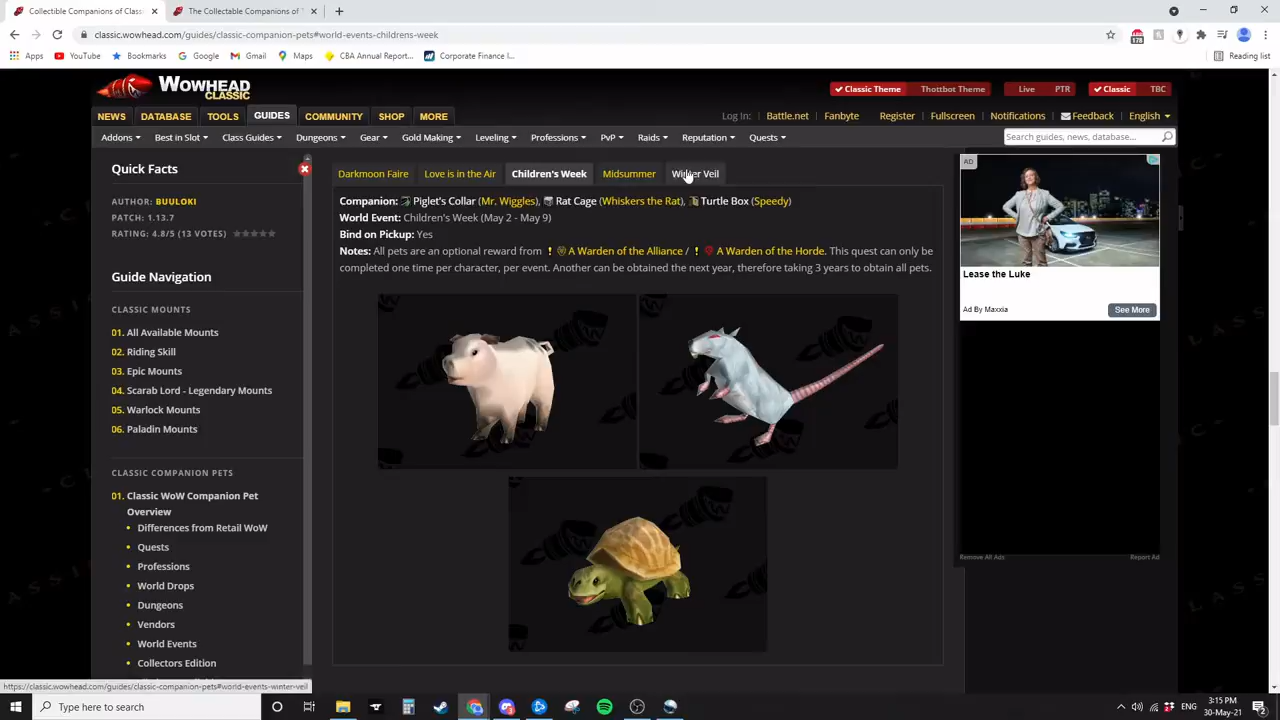 Collectible Companions of Classic
The Collectible Companions of T
classic.wowhead.com/guides/classic-companion-pets#world-events-childrens-week
Apps YouTube Bookmarks Gmail Maps CBA Annual Report... Corporate Finance I... Reading list
WOWHEAD
CLASSIC
Classic Theme Thottbot Theme Live PTR Classic TBC
NEWS DATABASE TOOLS GUIDES COMMUNITY SHOP MORE
Log In: Battle.net Fanbyte Register Fullscreen Notifications Feedback English
Addons Best in Slot Class Guides Dungeons Gear Gold Making Leveling Professions PvP Raids Reputation Quests
Search guides, news, database...
Quick Facts
AUTHOR: BUULOKI
PATCH: 1.13.7
RATING: 4.8/5 (13 VOTES)
Guide Navigation
CLASSIC MOUNTS
01. All Available Mounts
02. Riding Skill
03. Epic Mounts
04. Scarab Lord - Legendary Mounts
05. Warlock Mounts
06. Paladin Mounts
CLASSIC COMPANION PETS
01. Classic WoW Companion Pet
Overview
Differences from Retail WoW
Quests
Professions
World Drops
Dungeons
Vendors
World Events
Collectors Edition
Darkmoon Faire Love is in the Air Children's Week Midsummer Winter Veil
Companion: Piglet's Collar (Mr. Wiggles), Rat Cage (Whiskers the Rat), Turtle Box (Speedy)
World Event: Children's Week (May 2 - May 9)
Bind on Pickup: Yes
Notes: All pets are an optional reward from A Warden of the Alliance / A Warden of the Horde. This quest can only be
completed one time per character, per event. Another can be obtained the next year, therefore taking 3 years to obtain all pets.
AD
Lease the Luke
Ad By Maxxia
See More
Remove All Ads Report Ad
https://classic.wowhead.com/guides/classic-companion-pets#world-events-winter-veil
Type here to search
ENG
3:15 PM
30-May-21